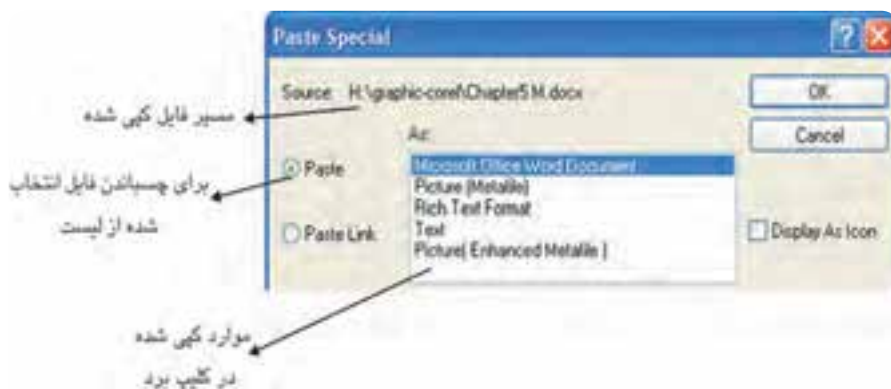 Paste Special
Source: H:\graphic-corel\Chapter5 M.docx
OK
مسیر فایل کپی شده
As:
Cancel
Paste
Microsoft Office Word Document
برای چسباندن فایل انتخاب
شده از لیست
Picture (Metafile)
Rich Text Format
Paste Link
Text
Display As Icon
Picture( Enhanced Metafile )
موارد کپی شده
در کلیپ برد